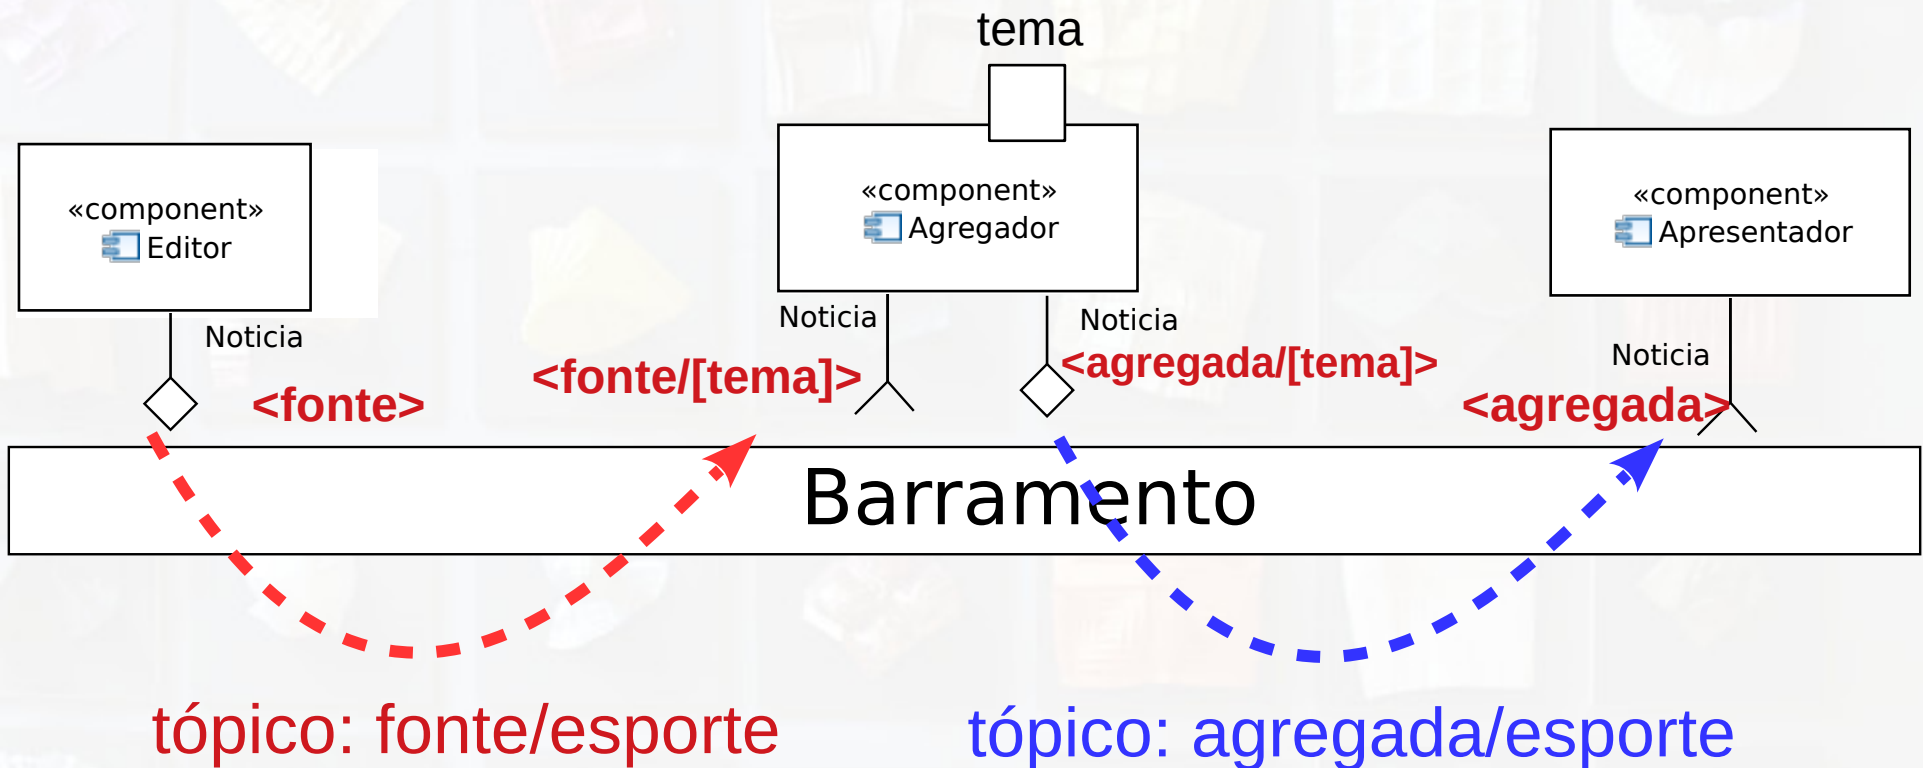 tema
«component»
Editor
«component»
Agregador
«component»
Apresentador
Noticia
<fonte>
Noticia
<fonte/[tema]>
Noticia
<agregada/[tema]>
Noticia
<agregada>
Barramento
tópico: fonte/esporte
tópico: agregada/esporte